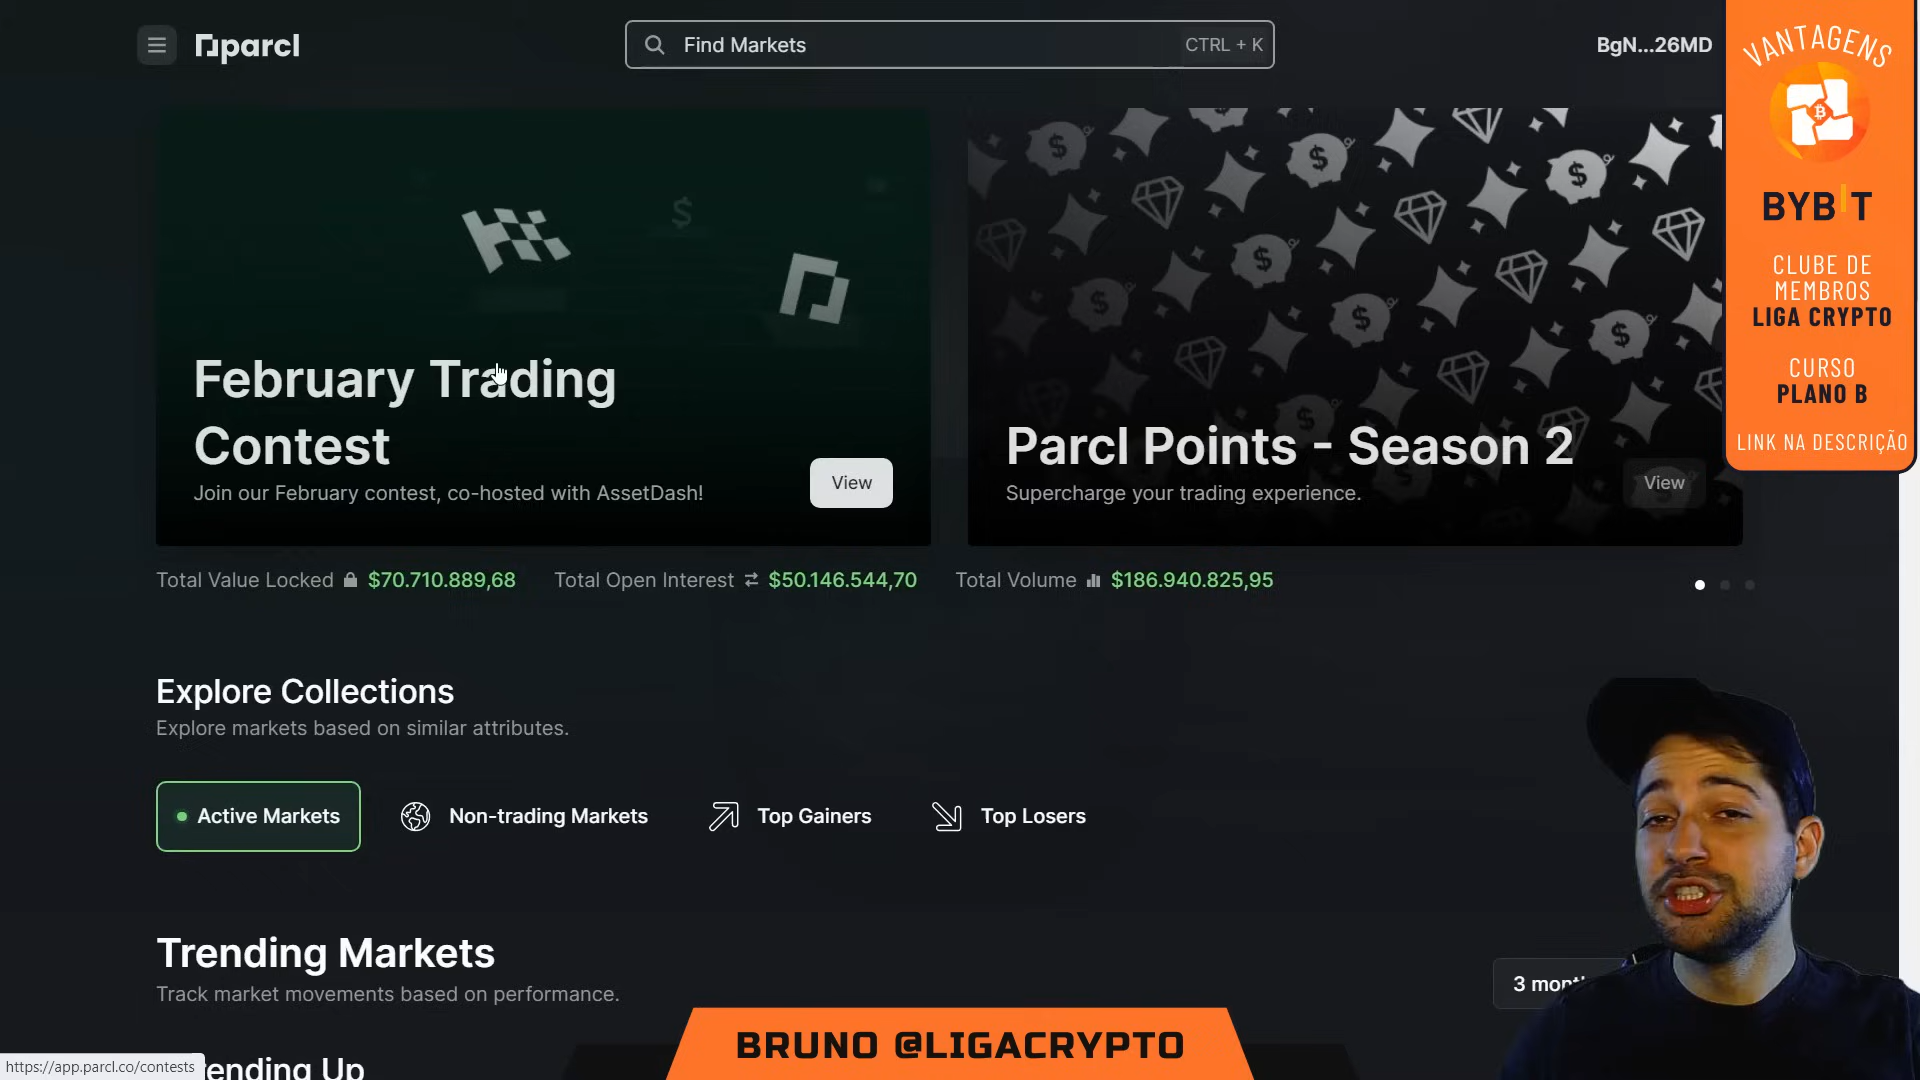 parcl
Find Markets
CTRL + K
BgN...26MD
VANTAGENS
BYBIT
CLUBE DE
MEMBROS
LIGA CRYPTO
CURSO
PLANO B
LINK NA DESCRIÇÃO
February Trading
Contest
Join our February contest, co-hosted with AssetDash!
View
Parcl Points - Season 2
Supercharge your trading experience.
View
Total Value Locked $70.710.889,68
Total Open Interest $50.146.544,70
Total Volume $186.940.825,95
Explore Collections
Explore markets based on similar attributes.
Active Markets
Non-trading Markets
Top Gainers
Top Losers
Trending Markets
Track market movements based on performance.
3
BRUNO @LIGACRYPTO
https://app.parcl.co/contests
Up